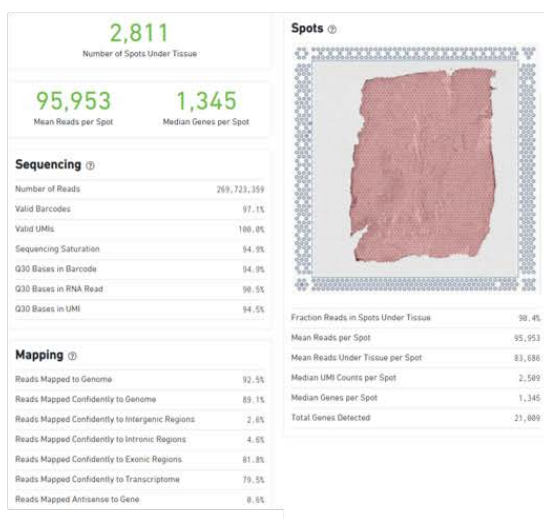 2,811
Number of Spots Under Tissue
95,953
Mean Reads per Spot
1,345
Median Genes per Spot
Sequencing
Number of Reads 269,723,359
Valid Barcodes 97.1%
Valid UMIs 100.0%
Sequencing Saturation 94.9%
Q30 Bases in Barcode 94.9%
Q30 Bases in RNA Read 90.5%
Q30 Bases in UMI 94.5%
Mapping
Reads Mapped to Genome 92.5%
Reads Mapped Confidently to Genome 89.1%
Reads Mapped Confidently to Intergenic Regions 2.6%
Reads Mapped Confidently to Intronic Regions 4.6%
Reads Mapped Confidently to Exonic Regions 81.8%
Reads Mapped Confidently to Transcriptome 79.5%
Reads Mapped Antisense to Gene 0.6%
Spots
Fraction Reads in Spots Under Tissue 90.4%
Mean Reads per Spot 95,953
Mean Reads Under Tissue per Spot 83,686
Median UMI Counts per Spot 2,509
Median Genes per Spot 1,345
Total Genes Detected 21,009